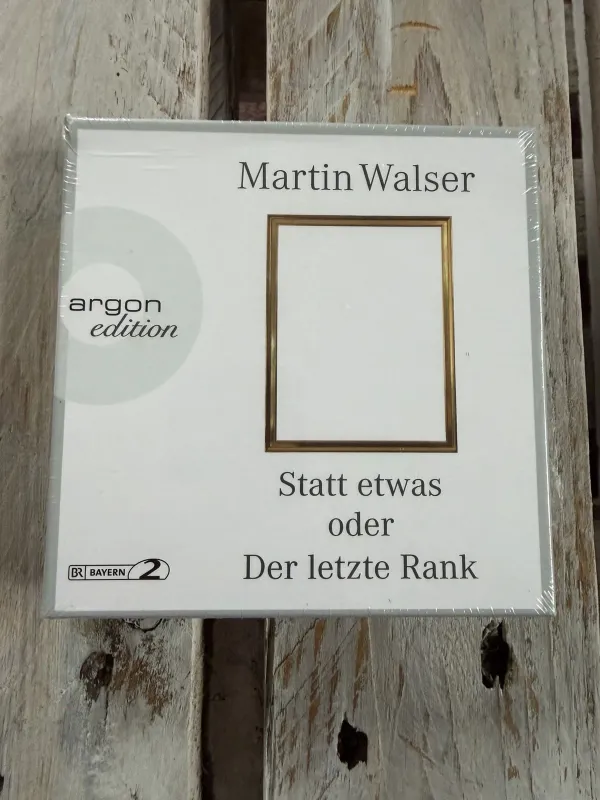 Martin Walser
argon
edition
Statt etwas
oder
Der letzte Rank
BR BAYERN 2